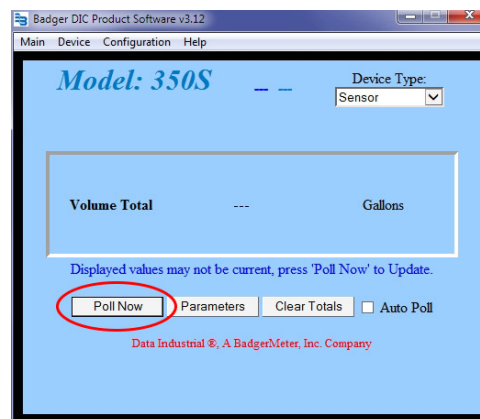 Badger DIC Product Software v3.12
Main Device Configuration Help
Model: 350S --- --- Device Type:
Sensor
Volume Total --- Gallons
Displayed values may not be current, press 'Poll Now' to Update.
Poll Now Parameters Clear Totals Auto Poll
Data Industrial ®, A BadgerMeter, Inc. Company